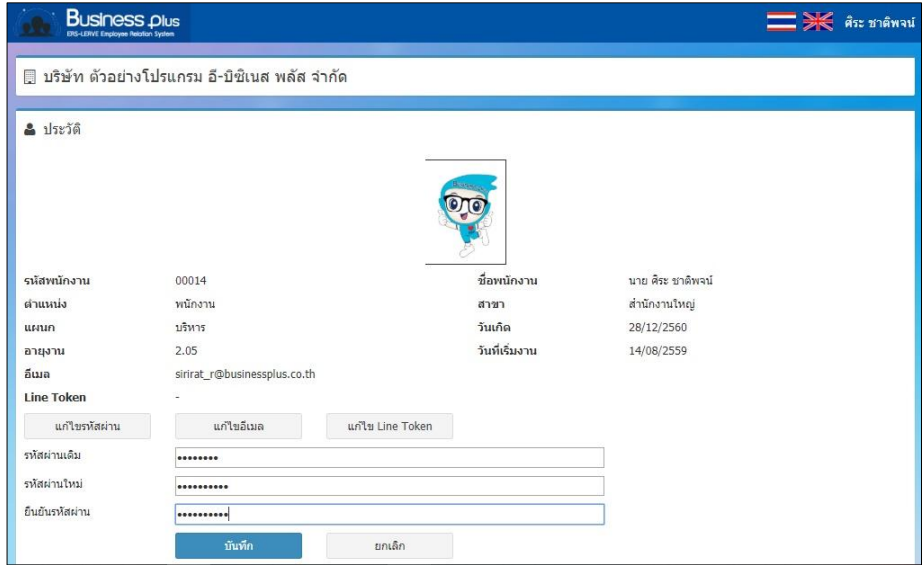 Business plus
ERS-LERVE Employee Relation System
ศิระ ชาติพจน์
บริษัท ตัวอย่างโปรแกรม อี-บิซิเนส พลัส จำกัด
ประวัติ
รหัสพนักงาน 00014 ชื่อพนักงาน นาย ศิระ ชาติพจน์
ตำแหน่ง พนักงาน สาขา สำนักงานใหญ่
แผนก บริหาร วันเกิด 28/12/2560
อายุงาน 2.05 วันที่เริ่มงาน 14/08/2559
อีเมล sirirat_r@businessplus.co.th
Line Token -
แก้ไขรหัสผ่าน แก้ไขอีเมล แก้ไข Line Token
รหัสผ่านเดิม ••••••••
รหัสผ่านใหม่ ••••••••••
ยืนยันรหัสผ่าน ••••••••••
บันทึก ยกเลิก